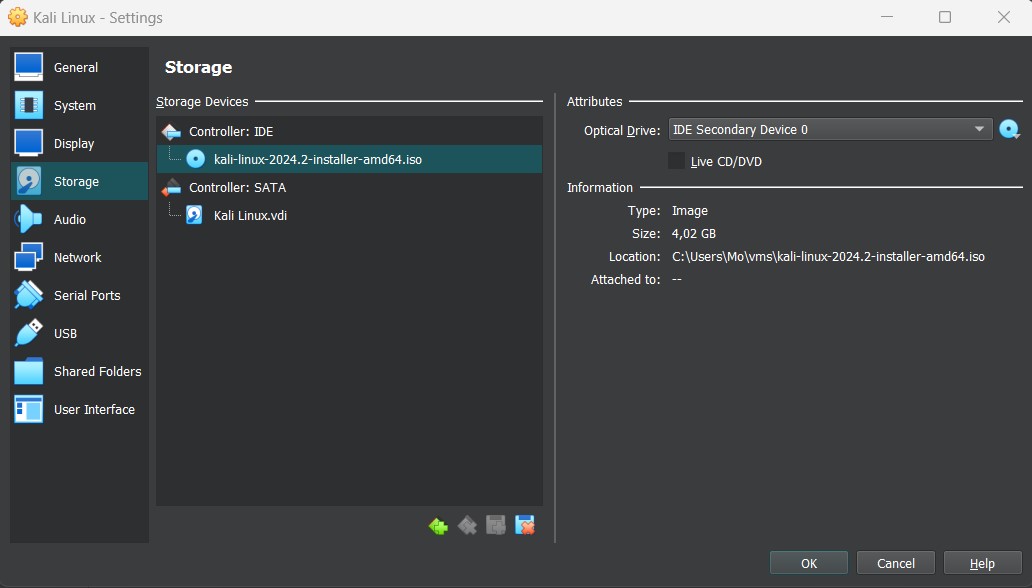 Kali Linux - Settings
General
System
Display
Storage
Audio
Network
Serial Ports
USB
Shared Folders
User Interface
Storage
Storage Devices
Controller: IDE
kali-linux-2024.2-installer-amd64.iso
Controller: SATA
Kali Linux.vdi
Attributes
Optical Drive: IDE Secondary Device 0
Live CD/DVD
Information
Type: Image
Size: 4,02 GB
Location: C:\Users\Mo\vms\kali-linux-2024.2-installer-amd64.iso
Attached to: --
OK Cancel Help